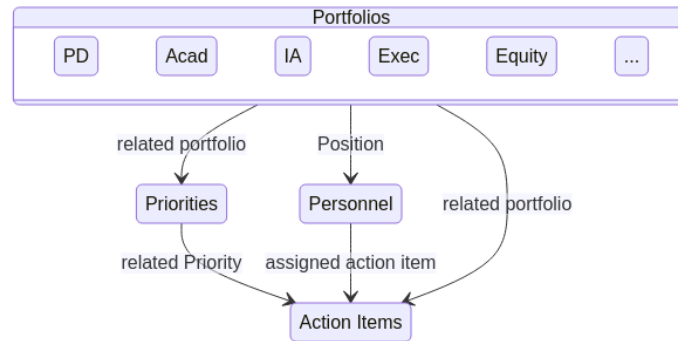 Portfolios
PD
Acad
IA
Exec
Equity
...
related portfolio
Position
Priorities
Personnel
related portfolio
related Priority
assigned action item
Action Items